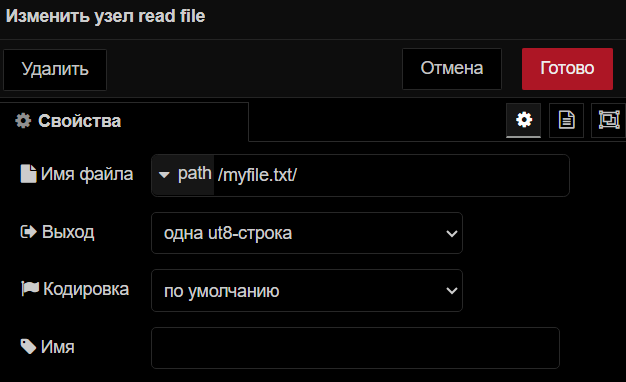 Изменить узел read file
Удалить Отмена Готово
Свойства
Имя файла path /myfile.txt/
Выход одна ut8-строка
Кодировка по умолчанию
Имя